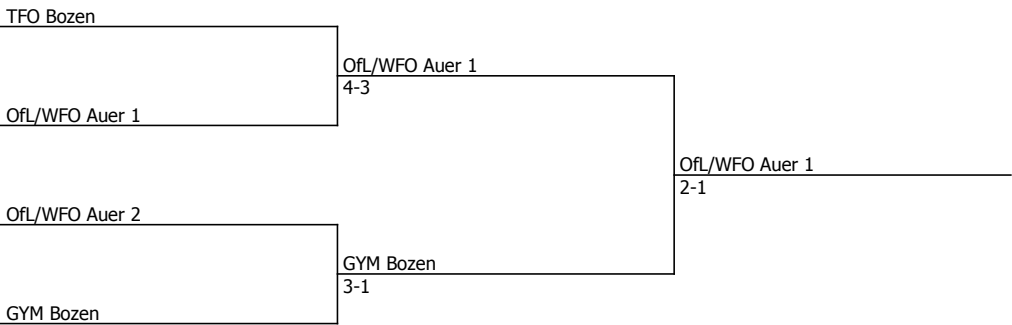 TFO Bozen
OfL/WFO Auer 1
4-3
OfL/WFO Auer 1
OfL/WFO Auer 1
2-1
OfL/WFO Auer 2
GYM Bozen
3-1
GYM Bozen